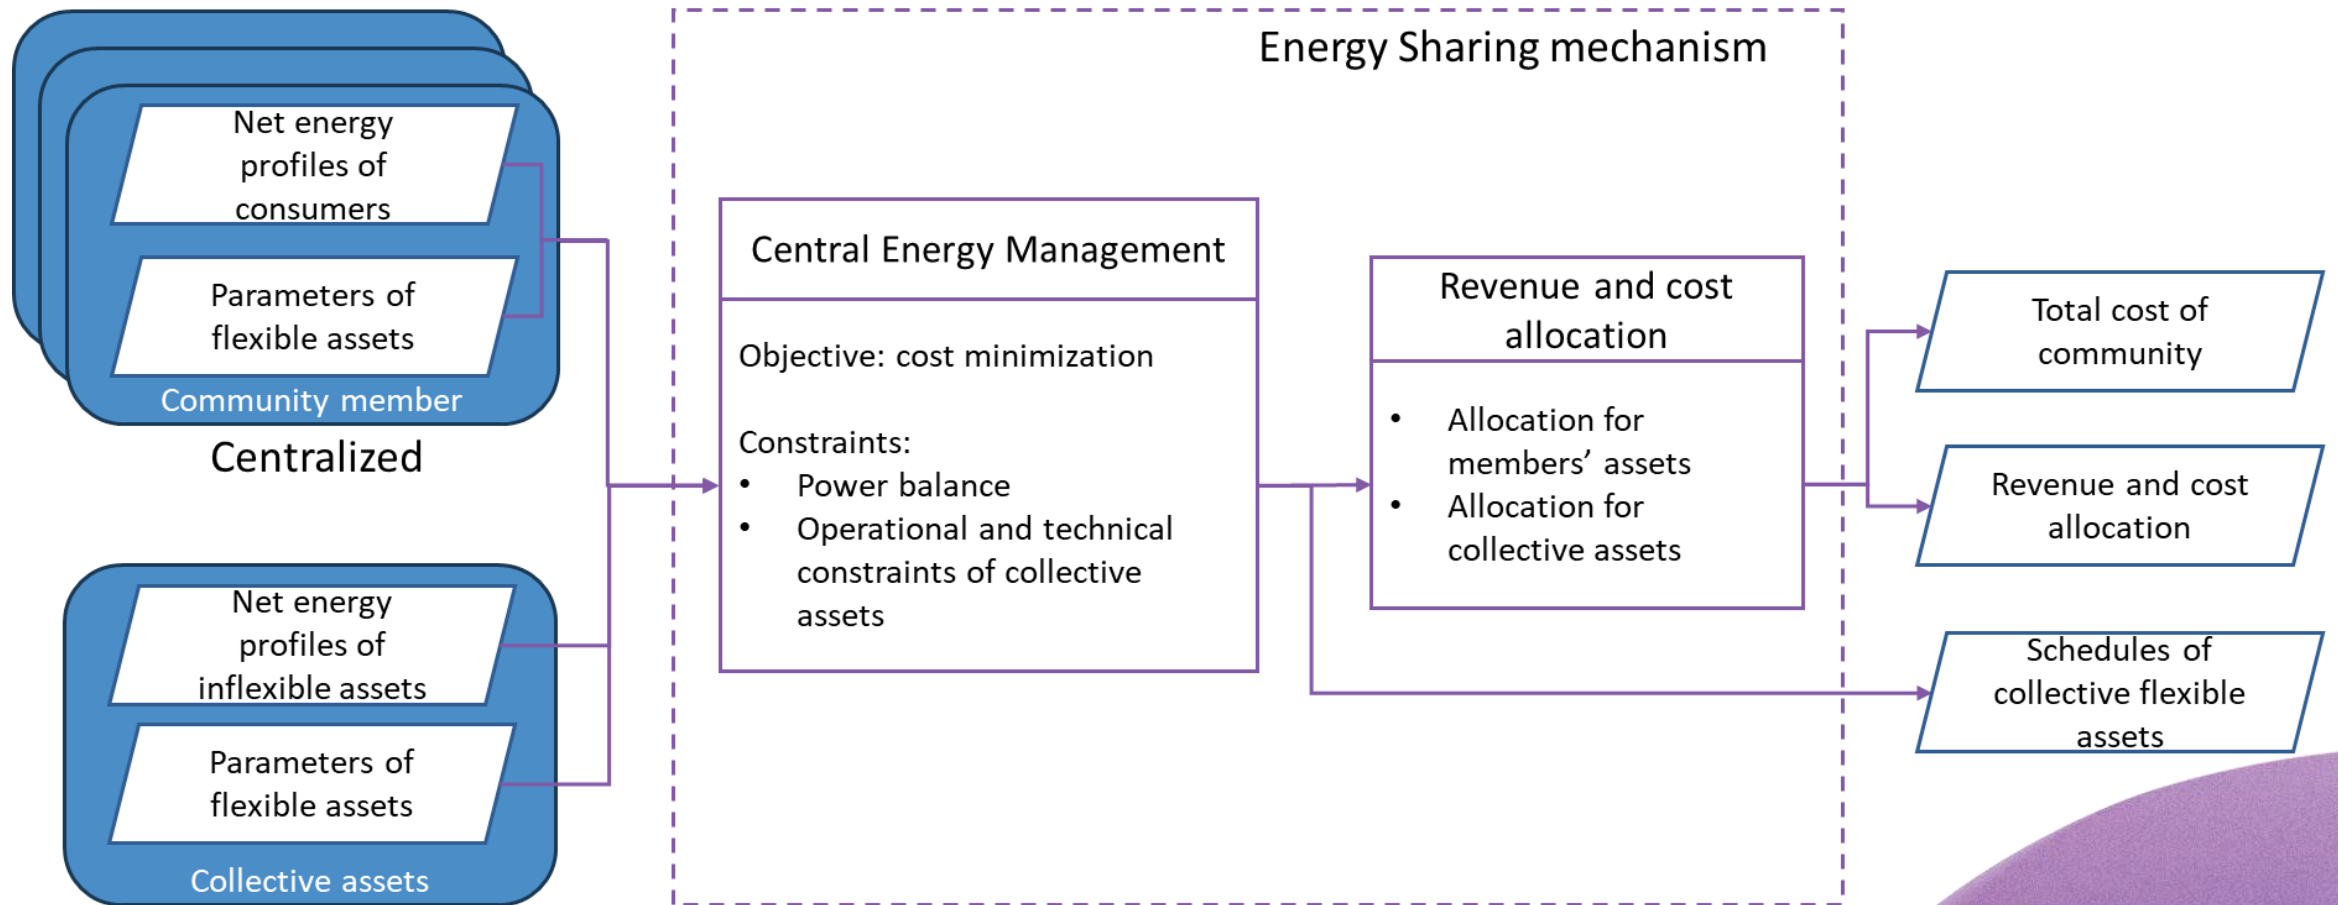 Energy Sharing mechanism
Net energy
profiles of
consumers
Parameters of
flexible assets
Community member
Centralized
Net energy
profiles of
inflexible assets
Parameters of
flexible assets
Collective assets
Central Energy Management
Objective: cost minimization
Constraints:
• Power balance
• Operational and technical
constraints of collective
assets
Revenue and cost
allocation
• Allocation for
members’ assets
• Allocation for
collective assets
Total cost of
community
Revenue and cost
allocation
Schedules of
collective flexible
assets